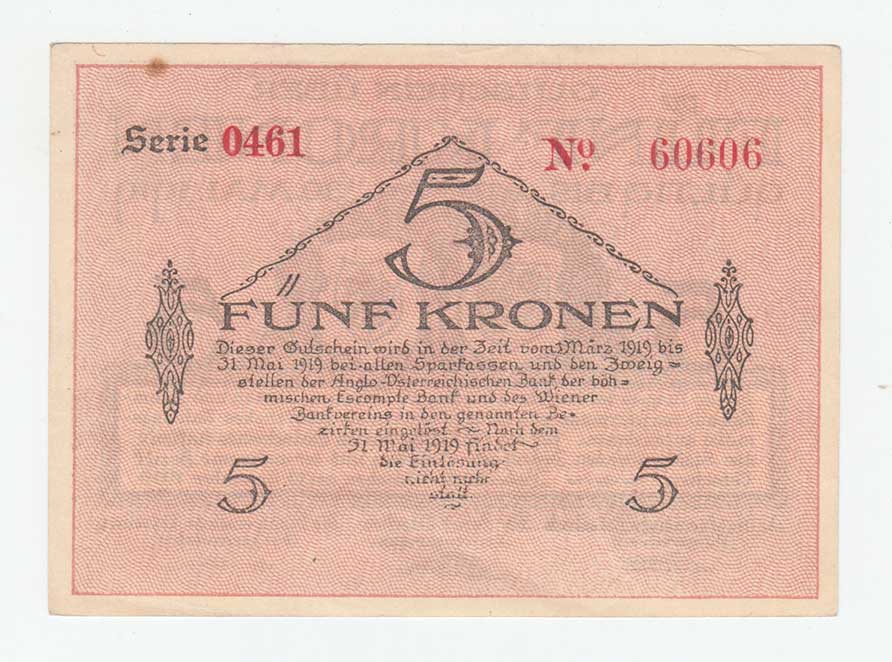 Serie 0461
Nº 60606
5
FÜNF KRONEN
Dieser Gutschein wird in der Zeit vom 1 März 1919 bis
31 Mai 1919 bei allen Sparkassen und den Zweig=
stellen der Anglo-Österreichischen Bank der böh=
mischen Escompte Bank und des Wiener
Bankvereins in den genannten Be=
zirken eingelöst ~ Nach dem
31. Mai 1919 findet
die Einlösung
nicht mehr
statt
5 5